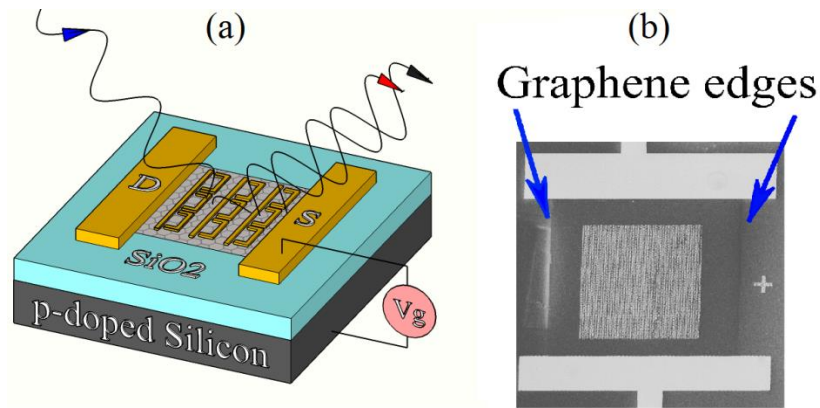 (a)
(b)
Graphene edges
D
S
SiO2
Vg
p-doped Silicon